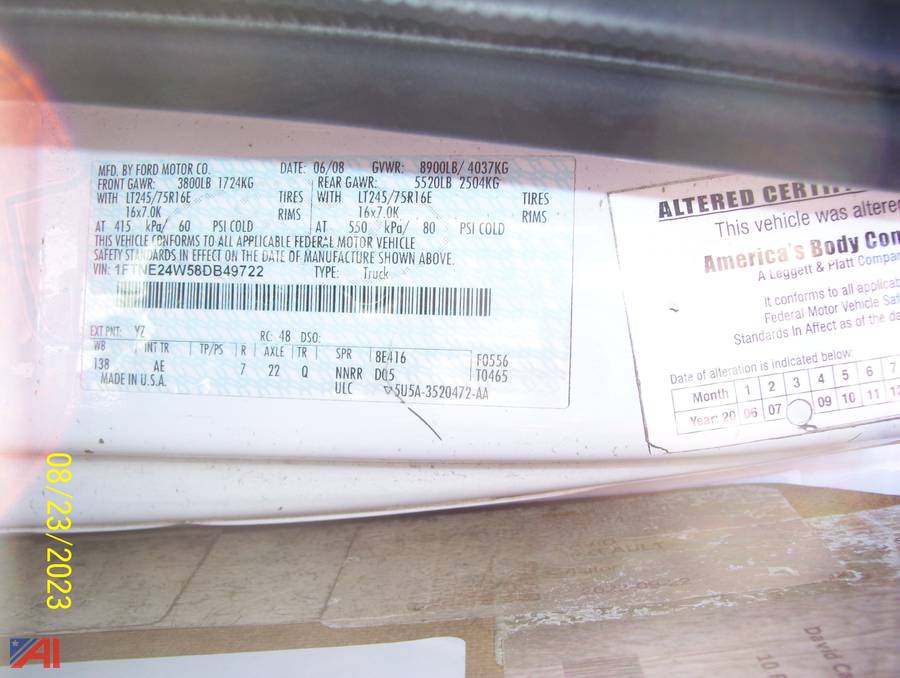 MFD. BY FORD MOTOR CO. DATE: 06/08 GVWR: 8900LB/ 4037KG
FRONT GAWR: 3800LB 1724KG REAR GAWR: 5520LB 2504KG
WITH LT245/75R16E TIRES WITH LT245/75R16E TIRES
16x7.0K RIMS 16x7.0K RIMS
AT 415 kPa/ 60 PSI COLD AT 550 kPa/ 80 PSI COLD
THIS VEHICLE CONFORMS TO ALL APPLICABLE FEDERAL MOTOR VEHICLE
SAFETY STANDARDS IN EFFECT ON THE DATE OF MANUFACTURE SHOWN ABOVE.
VIN: 1FTNE24W58DB49722 TYPE: Truck
EXT PNT: YZ RC: 48 DSO:
WB INT TR TP/PS R AXLE TR SPR 8E416 F0556
138 AE 7 22 Q NNRR DQ5 T0465
MADE IN U.S.A. ULC 5U5A-3520472-AA
ALTERED
This vehicle was altere
America's Body Com
A Leggett & Platt Compa
It conforms to all applica
Federal Motor Vehicle Saf
Standards In Affect as of the da
Date of alteration is indicated below:
Month 1 2 3 4 5 6 7
Year: 20 06 07 09 10 11 12
08/23/2023
AI
David Ca
10